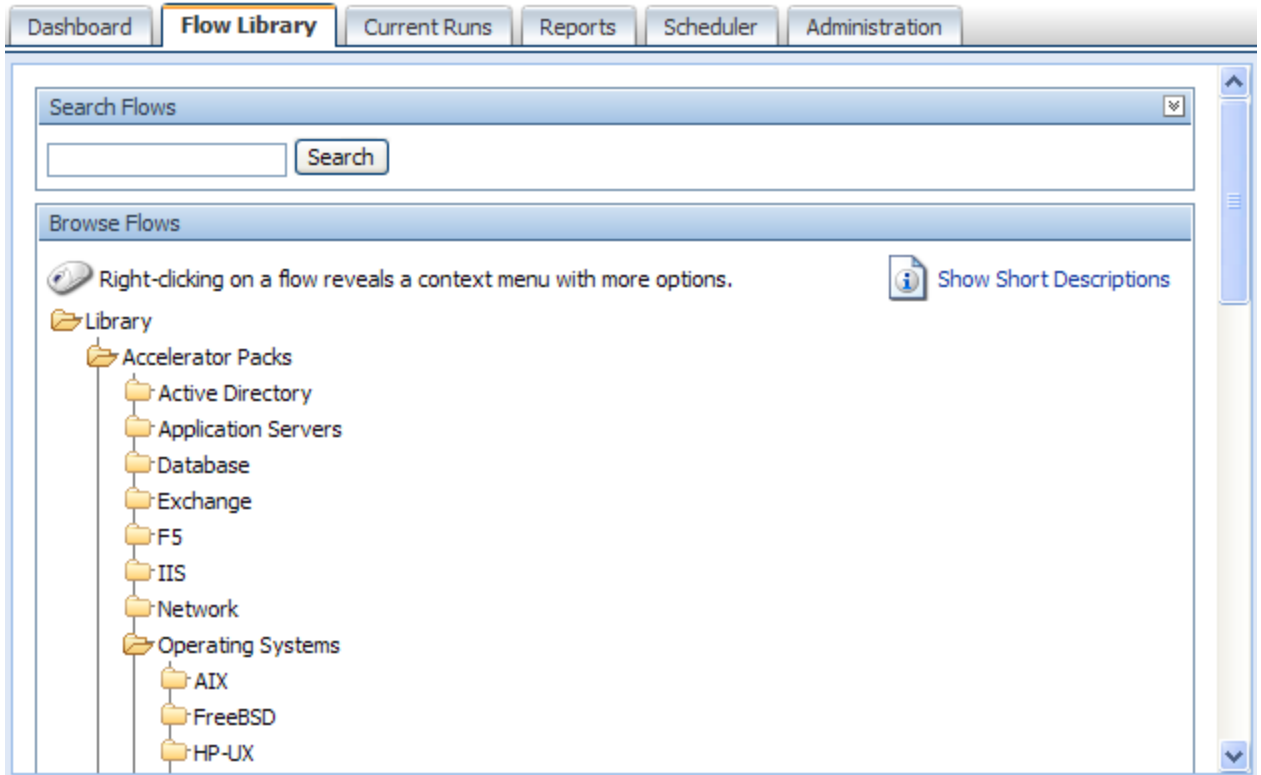 Dashboard Flow Library Current Runs Reports Scheduler Administration
Search Flows
Search
Browse Flows
Right-clicking on a flow reveals a context menu with more options. Show Short Descriptions
Library
Accelerator Packs
Active Directory
Application Servers
Database
Exchange
F5
IIS
Network
Operating Systems
AIX
FreeBSD
HP-UX